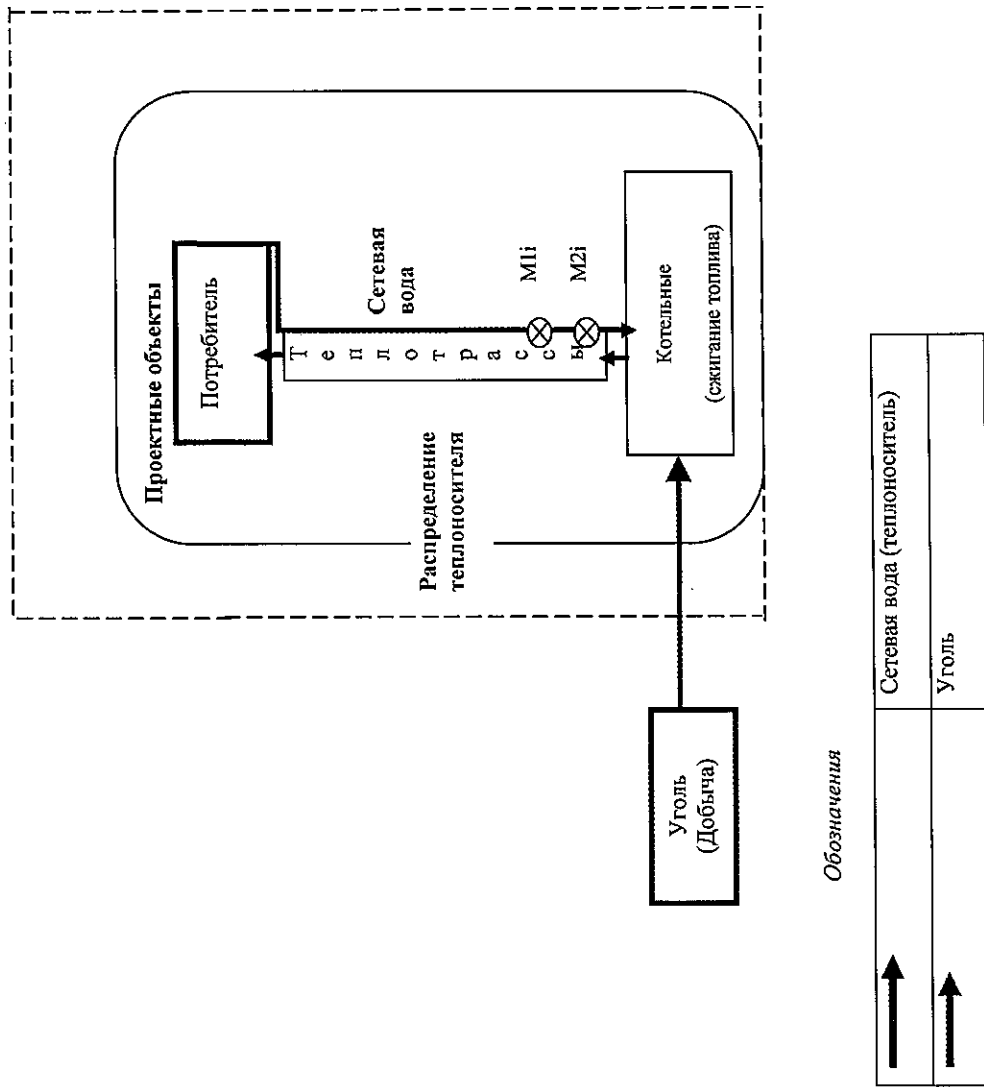 Проектные объекты
Потребитель
Сетевая
вода
Теплотрассы
M1i
M2i
Распределение
теплоносителя
Котельные
(сжигание топлива)
Уголь
(Добыча)
Обозначения
Сетевая вода (теплоноситель)
Уголь